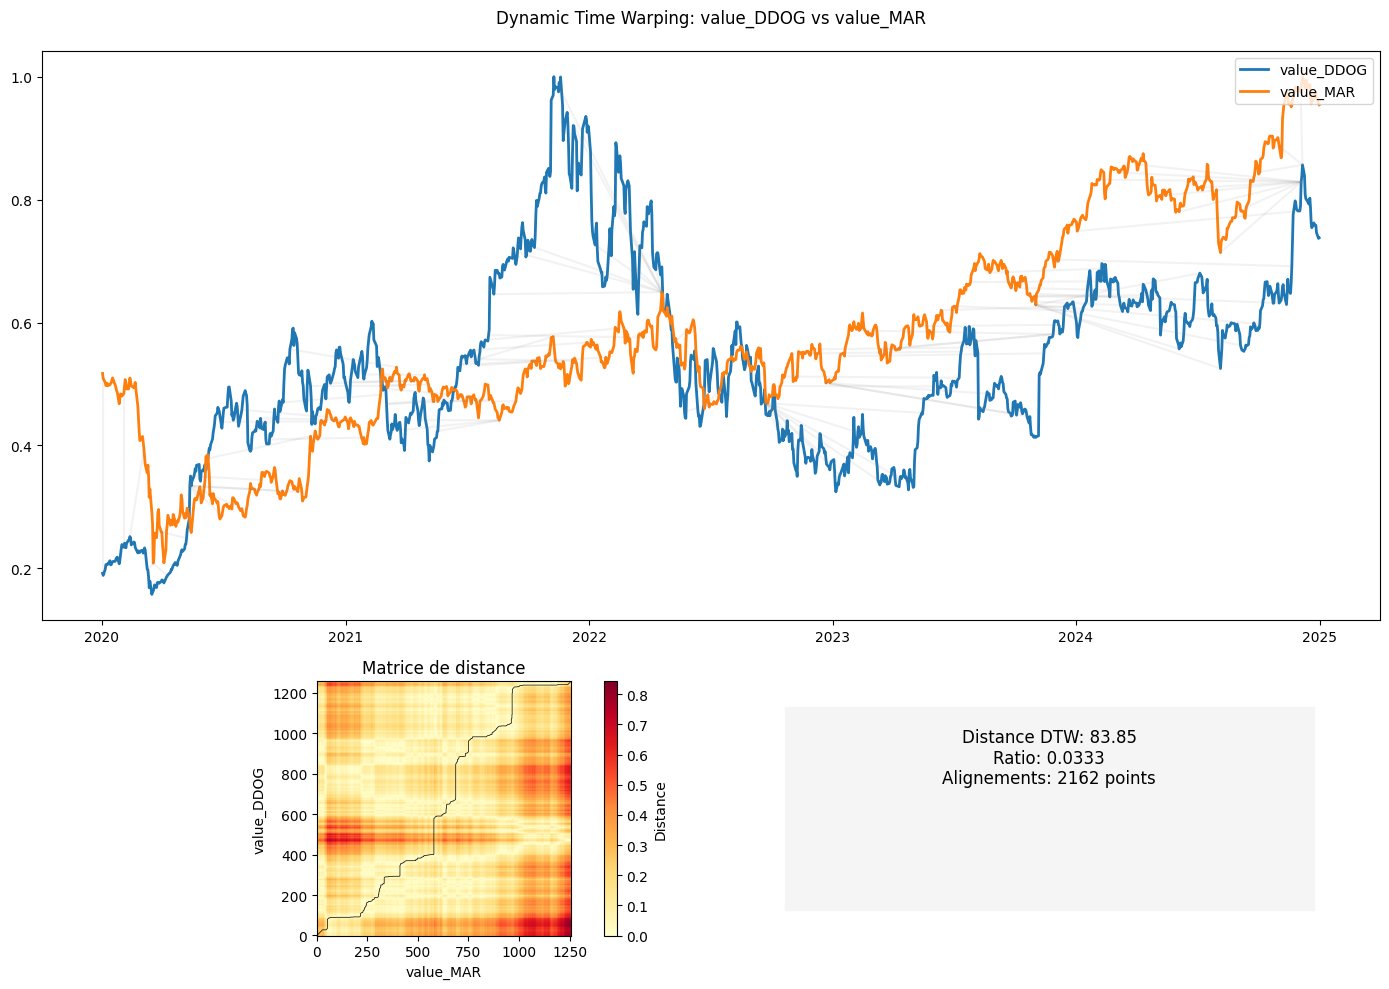 Dynamic Time Warping: value_DDOG vs value_MAR
1.0
0.8
0.6
0.4
0.2
value_DDOG
value_MAR
2020 2021 2022 2023 2024 2025
Matrice de distance
1200
1000
800
600
400
200
0
value_DDOG
0 250 500 750 1000 1250
value_MAR
0.8
0.7
0.6
0.5
0.4
0.3
0.2
0.1
0.0
Distance
Distance DTW: 83.85
Ratio: 0.0333
Alignements: 2162 points